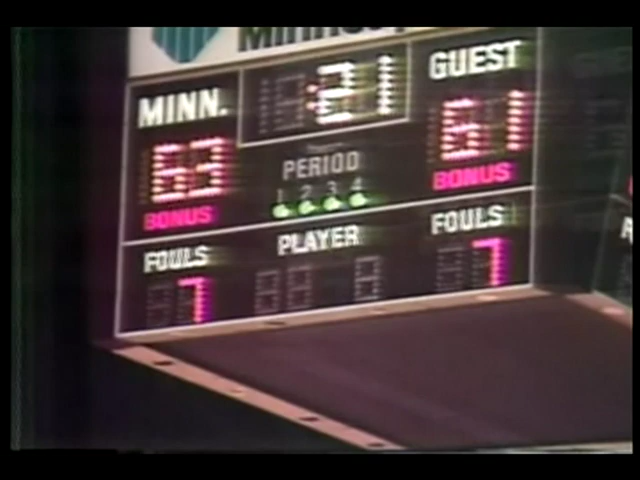 MINN. :21 GUEST
63 PERIOD 61
BONUS 1 2 3 4 BONUS
FOULS PLAYER FOULS
7 7